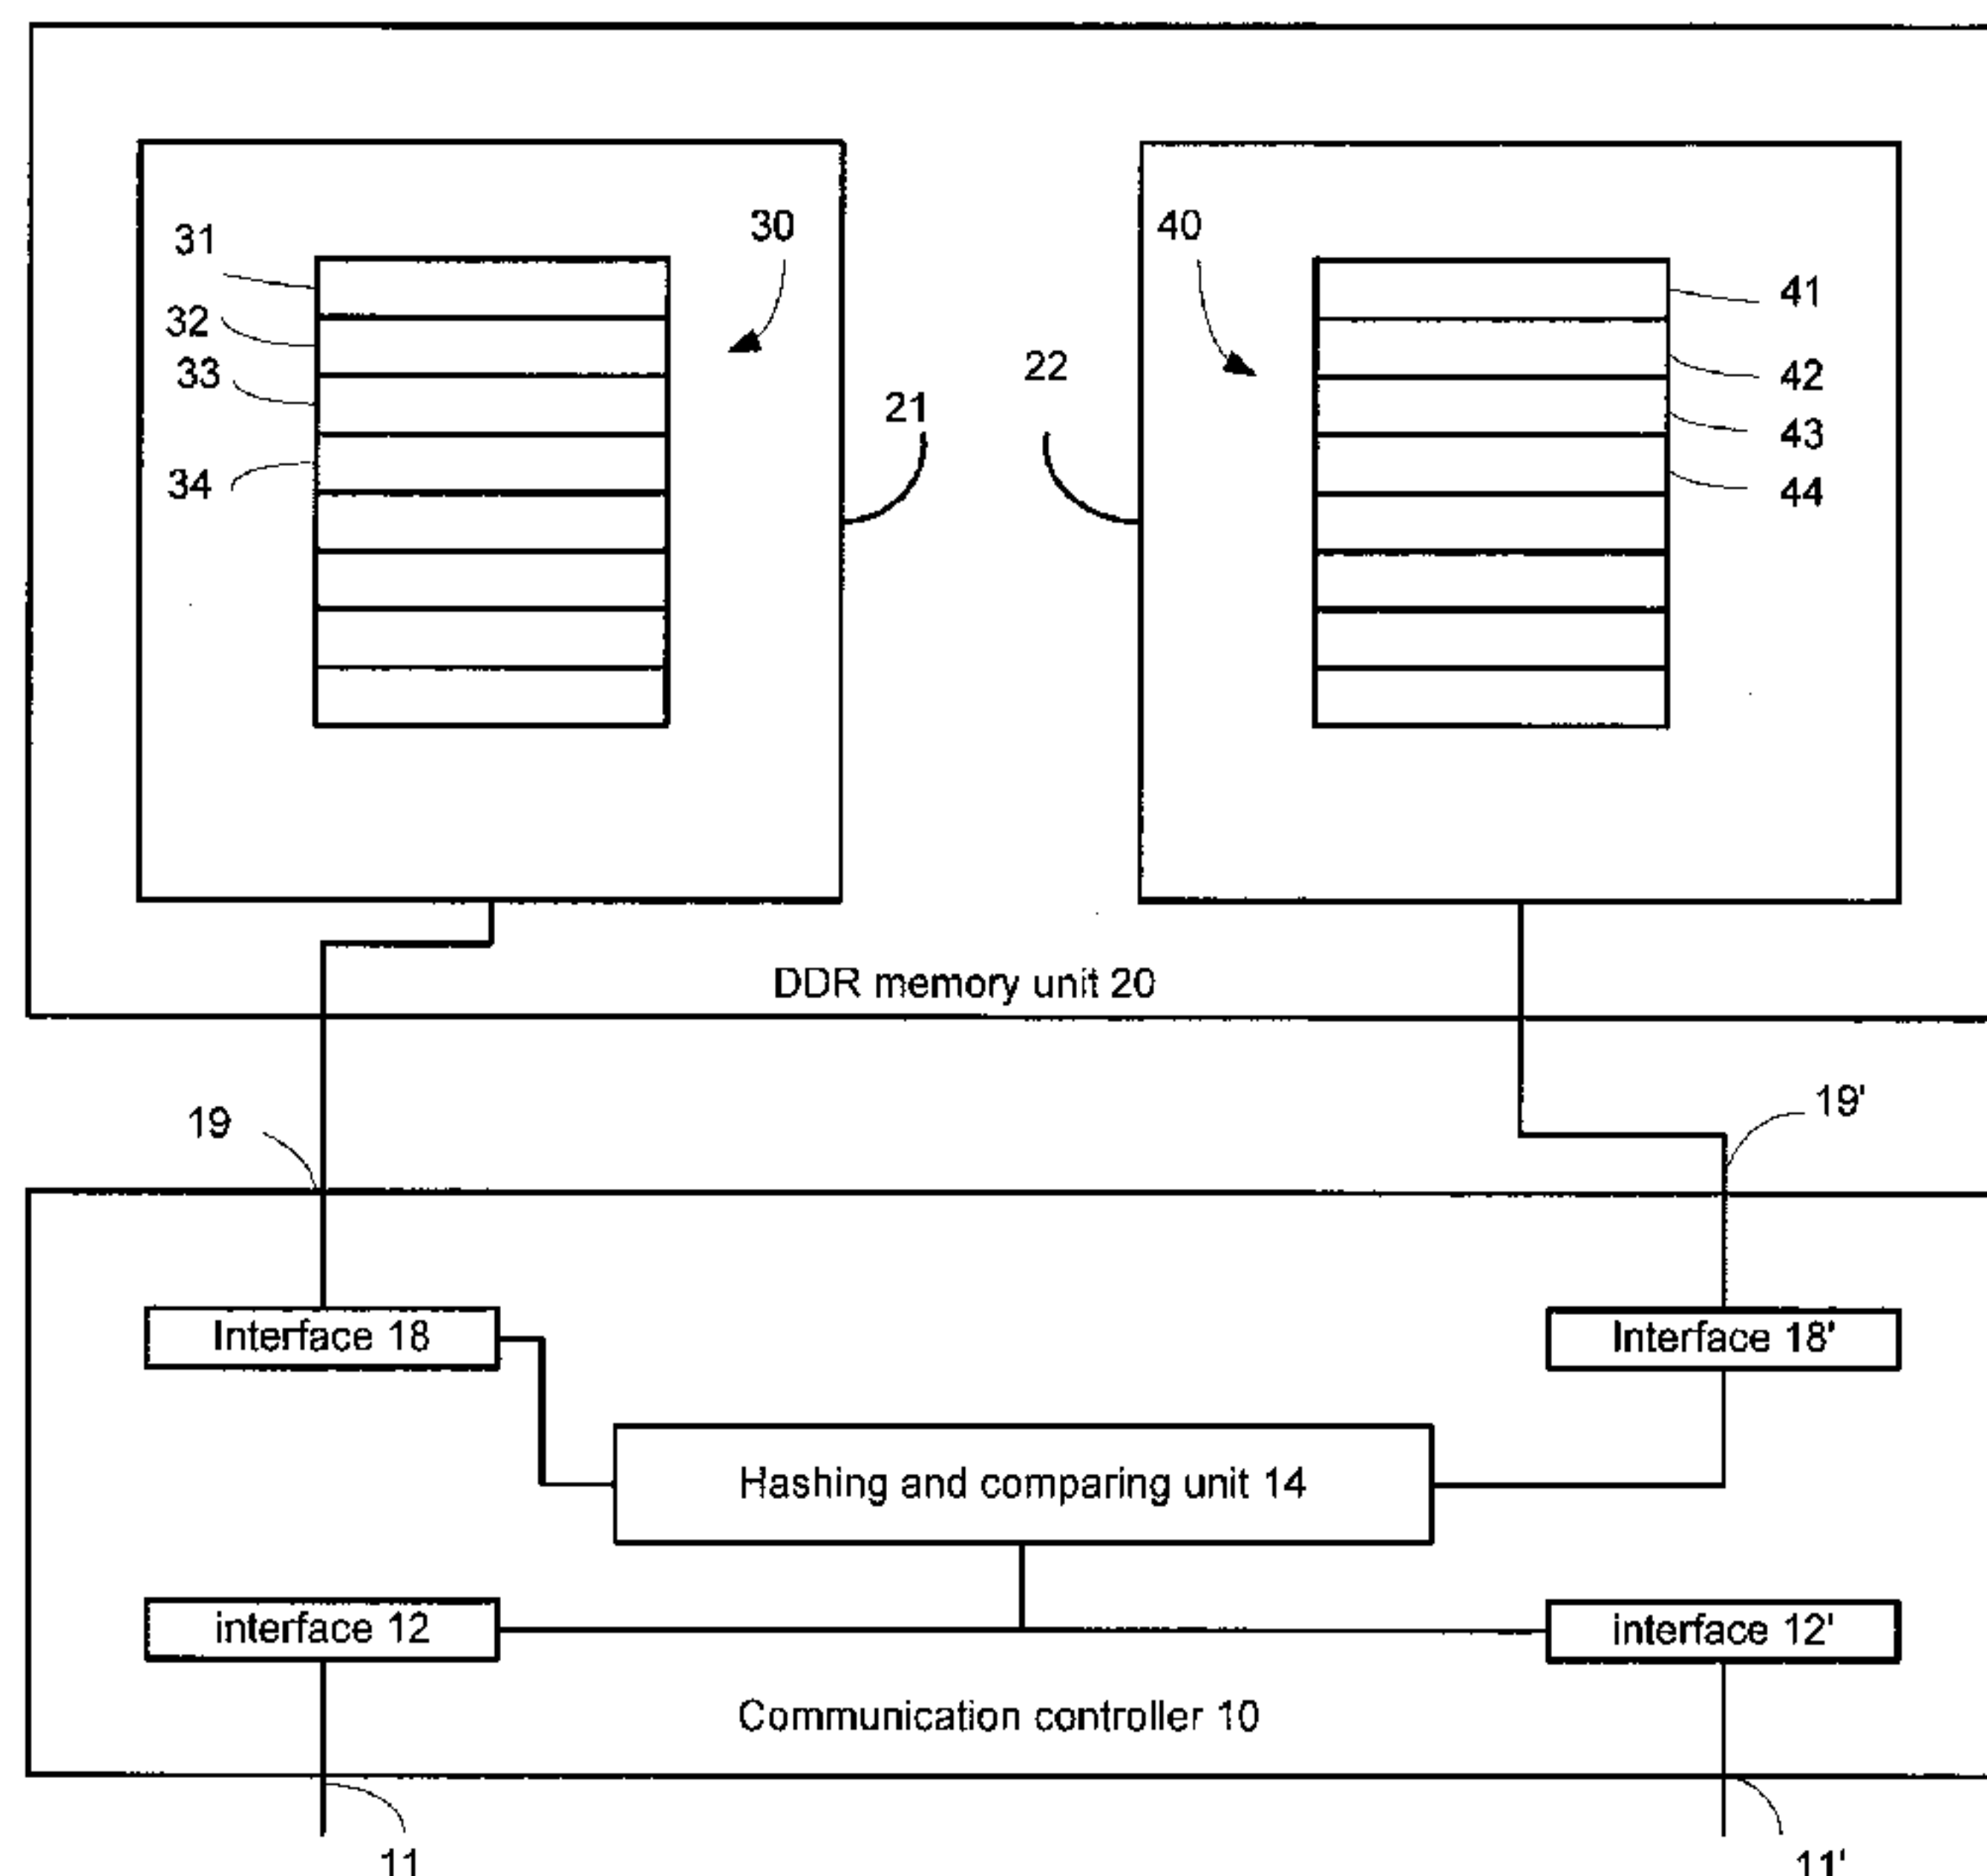 31
30
40
32
41
33
22
42
21
43
34
44
DDR memory unit 20
19
19'
Interface 18
Interface 18'
Hashing and comparing unit 14
interface 12
interface 12'
Communication controller 10
11
11'